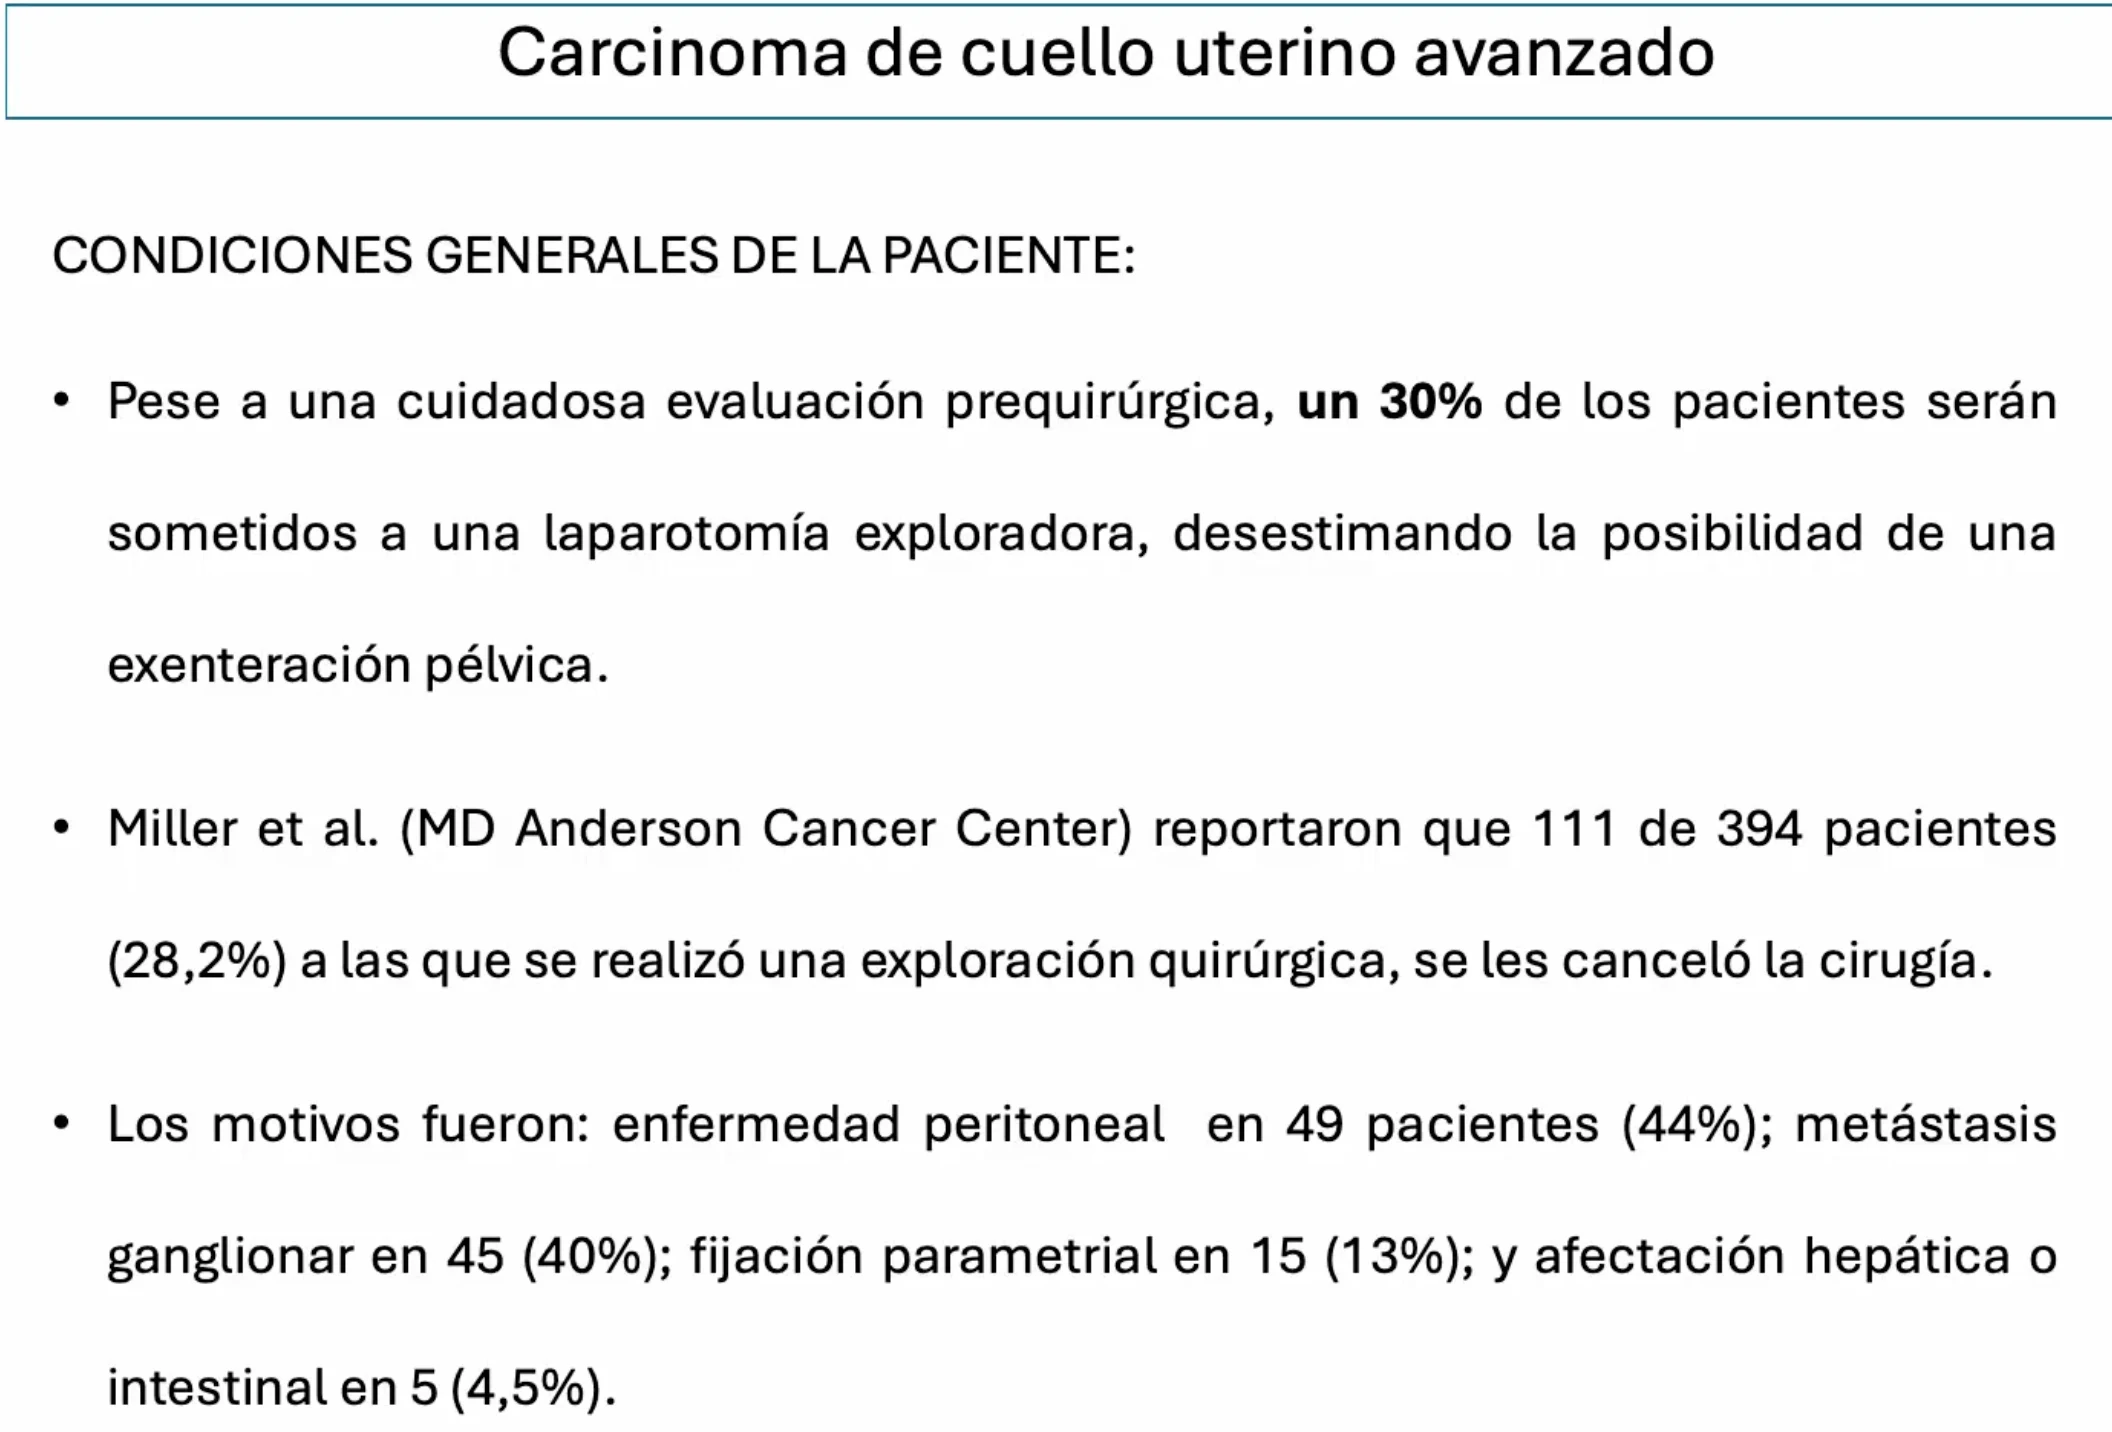 Carcinoma de cuello uterino avanzado
CONDICIONES GENERALES DE LA PACIENTE:
• Pese a una cuidadosa evaluación prequirúrgica, un 30% de los pacientes serán
sometidos a una laparotomía exploradora, desestimando la posibilidad de una
exenteración pélvica.
• Miller et al. (MD Anderson Cancer Center) reportaron que 111 de 394 pacientes
(28,2%) a las que se realizó una exploración quirúrgica, se les canceló la cirugía.
• Los motivos fueron: enfermedad peritoneal en 49 pacientes (44%); metástasis
ganglionar en 45 (40%); fijación parametrial en 15 (13%); y afectación hepática o
intestinal en 5 (4,5%).